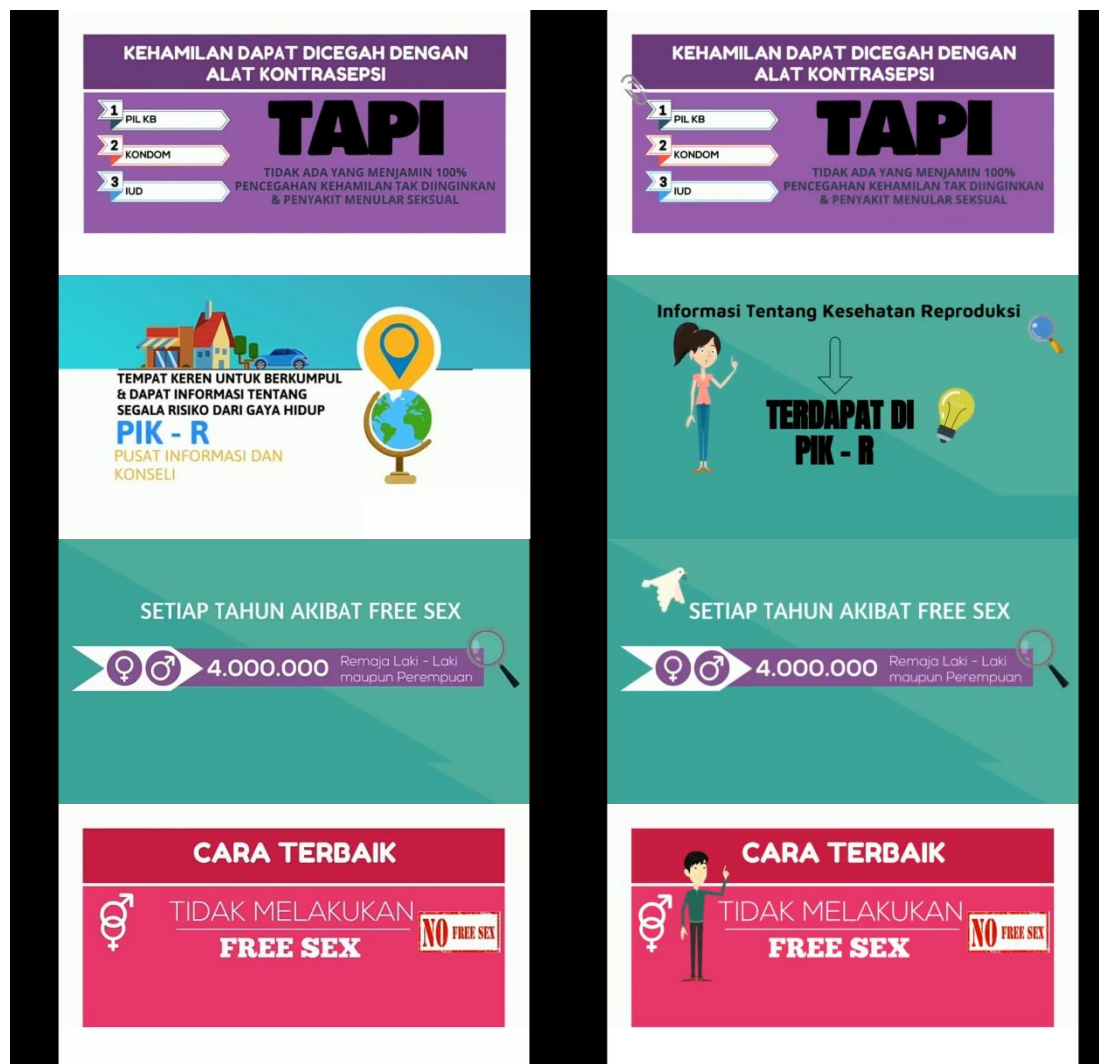 KEHAMILAN DAPAT DICEGAH DENGAN
ALAT KONTRASEPSI
1 PIL KB
2 KONDOM
3 IUD
TAPI
TIDAK ADA YANG MENJAMIN 100%
PENCEGAHAN KEHAMILAN TAK DIINGINKAN
& PENYAKIT MENULAR SEKSUAL
KEHAMILAN DAPAT DICEGAH DENGAN
ALAT KONTRASEPSI
1 PIL KB
2 KONDOM
3 IUD
TAPI
TIDAK ADA YANG MENJAMIN 100%
PENCEGAHAN KEHAMILAN TAK DIINGINKAN
& PENYAKIT MENULAR SEKSUAL
TEMPAT KEREN UNTUK BERKUMPUL
& DAPAT INFORMASI TENTANG
SEGALA RISIKO DARI GAYA HIDUP
PIK - R
PUSAT INFORMASI DAN
KONSELI
Informasi Tentang Kesehatan Reproduksi
TERDAPAT DI
PIK - R
SETIAP TAHUN AKIBAT FREE SEX
4.000.000
Remaja Laki - Laki
maupun Perempuan
SETIAP TAHUN AKIBAT FREE SEX
4.000.000
Remaja Laki - Laki
maupun Perempuan
CARA TERBAIK
TIDAK MELAKUKAN
FREE SEX
NO FREE SEX
CARA TERBAIK
TIDAK MELAKUKAN
FREE SEX
NO FREE SEX